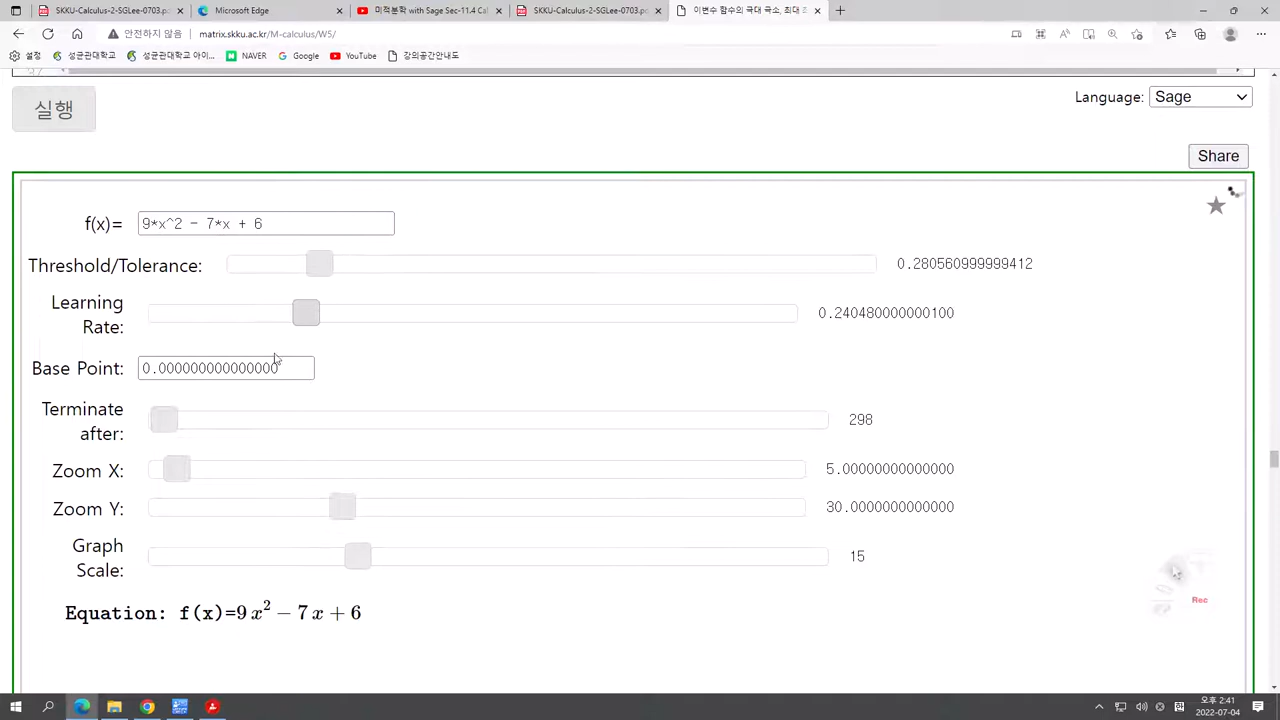 SKKU-Calculus-2-SGLee-0703.pd
Microsoft Edge
미적분학 with Sage Sec-11.4 Cal
SKKU-Calculus-2-SGLee-0703.pd
이변수 함수의 극대 극소, 최대 최
안전하지 않음
matrix.skku.ac.kr/M-calculus/W5/
설정
성균관대학교
성균관대학교 아이...
NAVER
Google
YouTube
강의공간안내도
실행
Language: Sage
Share
f(x)= 9*x^2 - 7*x + 6
Threshold/Tolerance: 0.280560999999412
Learning
Rate:
0.240480000000100
Base Point: 0.000000000000000
Terminate
after:
298
Zoom X: 5.00000000000000
Zoom Y: 30.0000000000000
Graph
Scale:
15
Equation: f(x)=9 x² − 7 x + 6
Rec
오후 2:41
2022-07-04